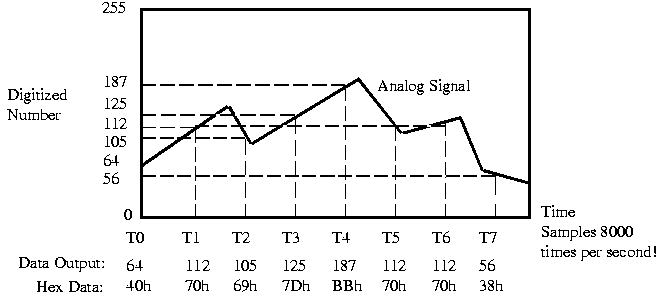 255
187
125
112
105
64
56
0
Digitized
Number
Analog Signal
T0 T1 T2 T3 T4 T5 T6 T7
Time
Samples 8000
times per second!
Data Output: 64 112 105 125 187 112 112 56
Hex Data: 40h 70h 69h 7Dh BBh 70h 70h 38h